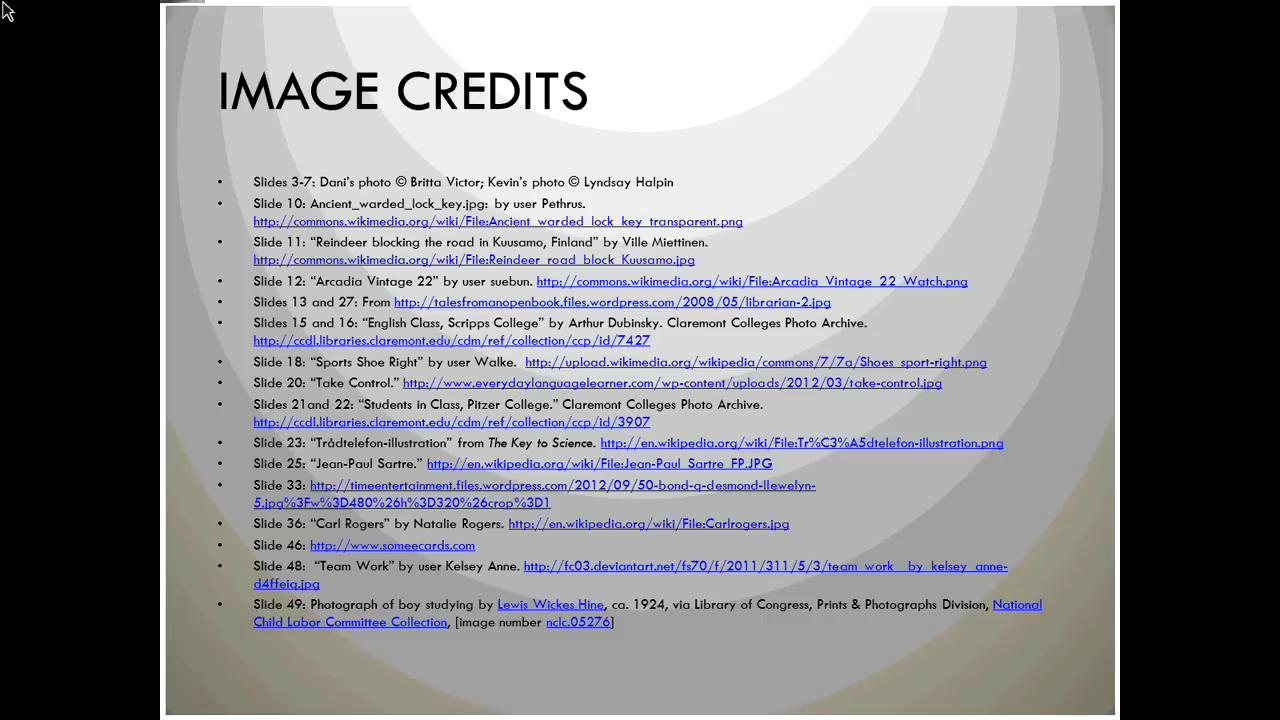 IMAGE CREDITS
• Slides 3-7: Dani's photo © Britta Victor; Kevin's photo © Lyndsay Halpin
• Slide 10: Ancient_warded_lock_key.jpg: by user Pethrus.
http://commons.wikimedia.org/wiki/File:Ancient_warded_lock_key_transparent.png
• Slide 11: “Reindeer blocking the road in Kuusamo, Finland” by Ville Miettinen.
http://commons.wikimedia.org/wiki/File:Reindeer_road_block_Kuusamo.jpg
• Slide 12: “Arcadia Vintage 22” by user suebun. http://commons.wikimedia.org/wiki/File:Arcadia_Vintage_22_Watch.png
• Slides 13 and 27: From http://talesfromanopenbook.files.wordpress.com/2008/05/librarian-2.jpg
• Slides 15 and 16: “English Class, Scripps College” by Arthur Dubinsky. Claremont Colleges Photo Archive.
http://ccdl.libraries.claremont.edu/cdm/ref/collection/ccp/id/7427
• Slide 18: “Sports Shoe Right” by user Walke. http://upload.wikimedia.org/wikipedia/commons/7/7a/Shoes_sport-right.png
• Slide 20: “Take Control.” http://www.everydaylanguagelearner.com/wp-content/uploads/2012/03/take-control.jpg
• Slides 21and 22: “Students in Class, Pitzer College.” Claremont Colleges Photo Archive.
http://ccdl.libraries.claremont.edu/cdm/ref/collection/ccp/id/3907
• Slide 23: “Trådtelefon-illustration” from The Key to Science. http://en.wikipedia.org/wiki/File:Tr%C3%A5dtelefon-illustration.png
• Slide 25: “Jean-Paul Sartre.” http://en.wikipedia.org/wiki/File:Jean-Paul_Sartre_FP.JPG
• Slide 33: http://timeentertainment.files.wordpress.com/2012/09/50-bond-q-desmond-llewelyn-
5.jpg%3Fw%3D480%26h%3D320%26crop%3D1
• Slide 36: “Carl Rogers” by Natalie Rogers. http://en.wikipedia.org/wiki/File:Carlrogers.jpg
• Slide 46: http://www.someecards.com
• Slide 48: “Team Work” by user Kelsey Anne. http://fc03.deviantart.net/fs70/f/2011/311/5/3/team_work__by_kelsey_anne-
d4ffeiq.jpg
• Slide 49: Photograph of boy studying by Lewis Wickes Hine, ca. 1924, via Library of Congress, Prints & Photographs Division, National
Child Labor Committee Collection, [image number nclc.05276]